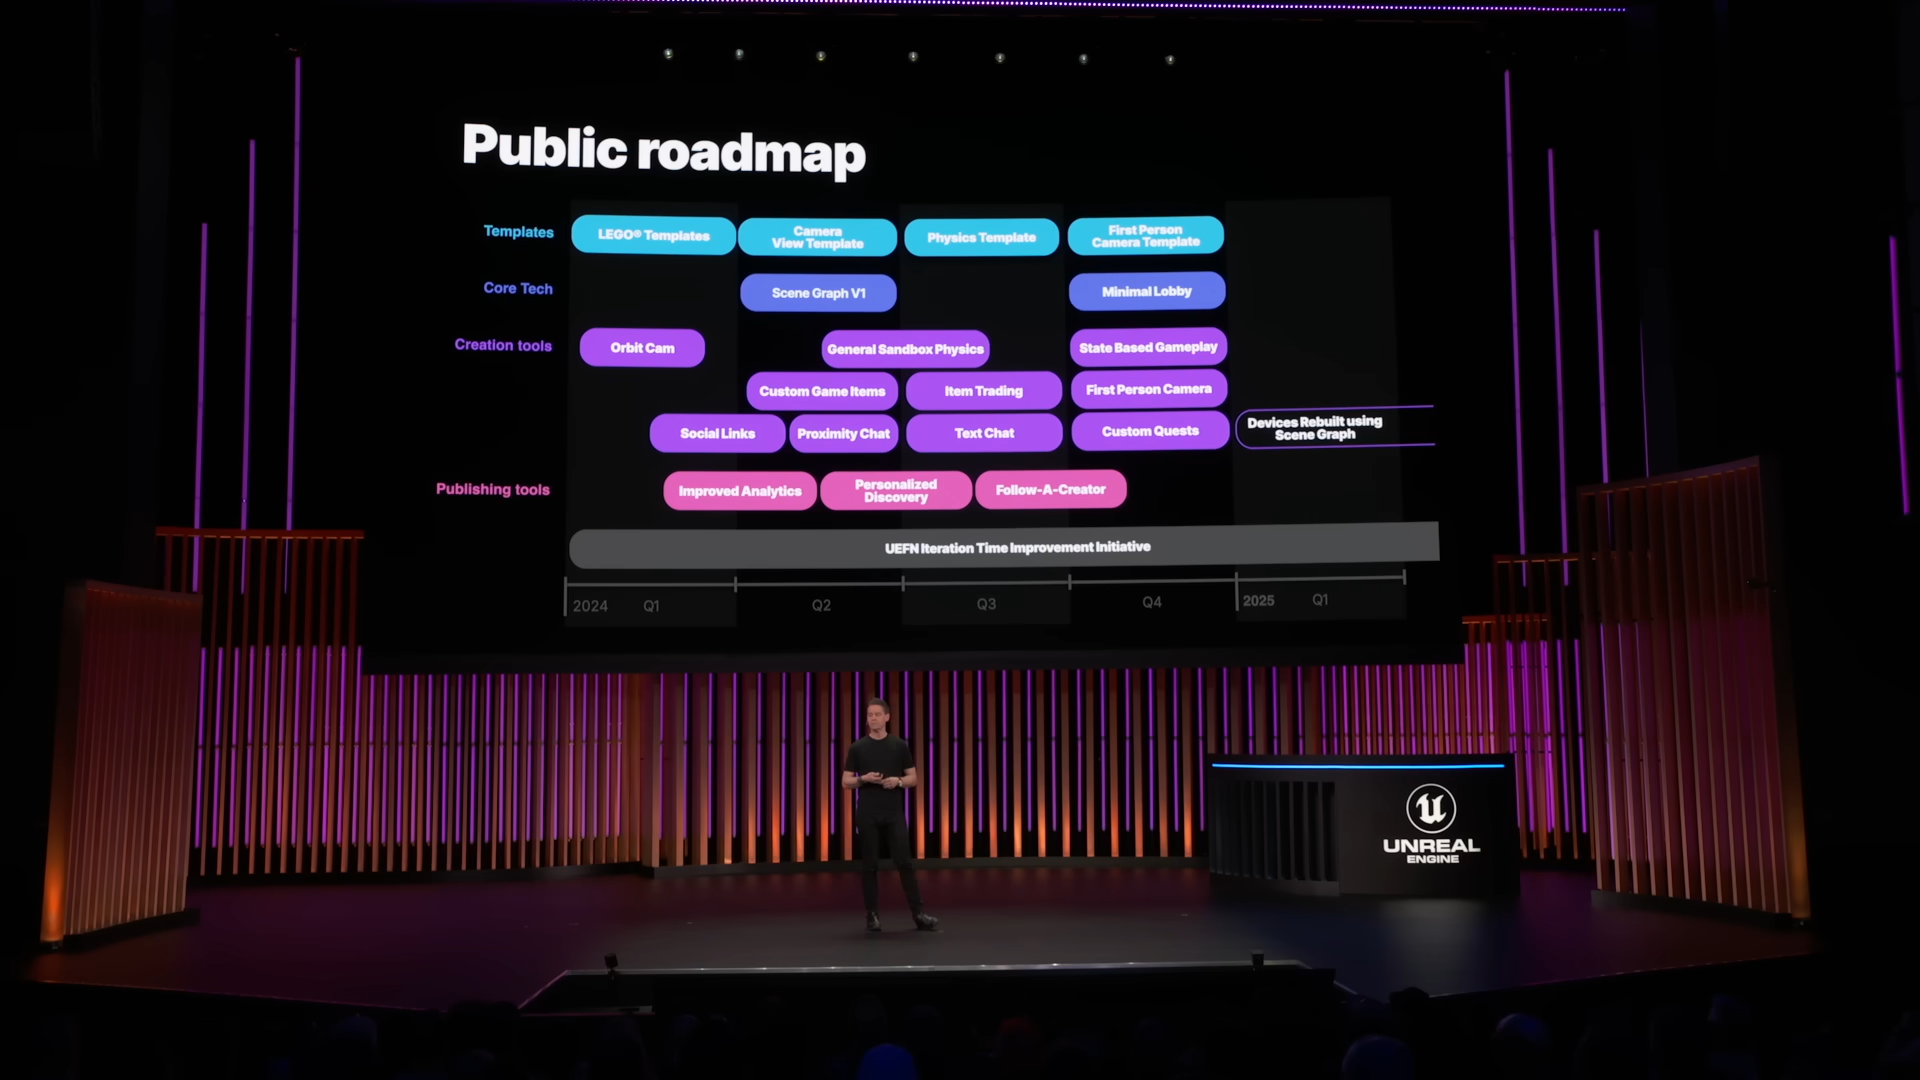 Public roadmap
Templates
LEGO® Templates
Camera
View Template
Physics Template
First Person
Camera Template
Core Tech
Scene Graph V1
Minimal Lobby
Creation tools
Orbit Cam
General Sandbox Physics
State Based Gameplay
Custom Game Items
Item Trading
First Person Camera
Social Links
Proximity Chat
Text Chat
Custom Quests
Devices Rebuilt using
Scene Graph
Publishing tools
Improved Analytics
Personalized
Discovery
Follow-A-Creator
UEFN Iteration Time Improvement Initiative
2024 Q1 Q2 Q3 Q4 2025 Q1
UNREAL
ENGINE